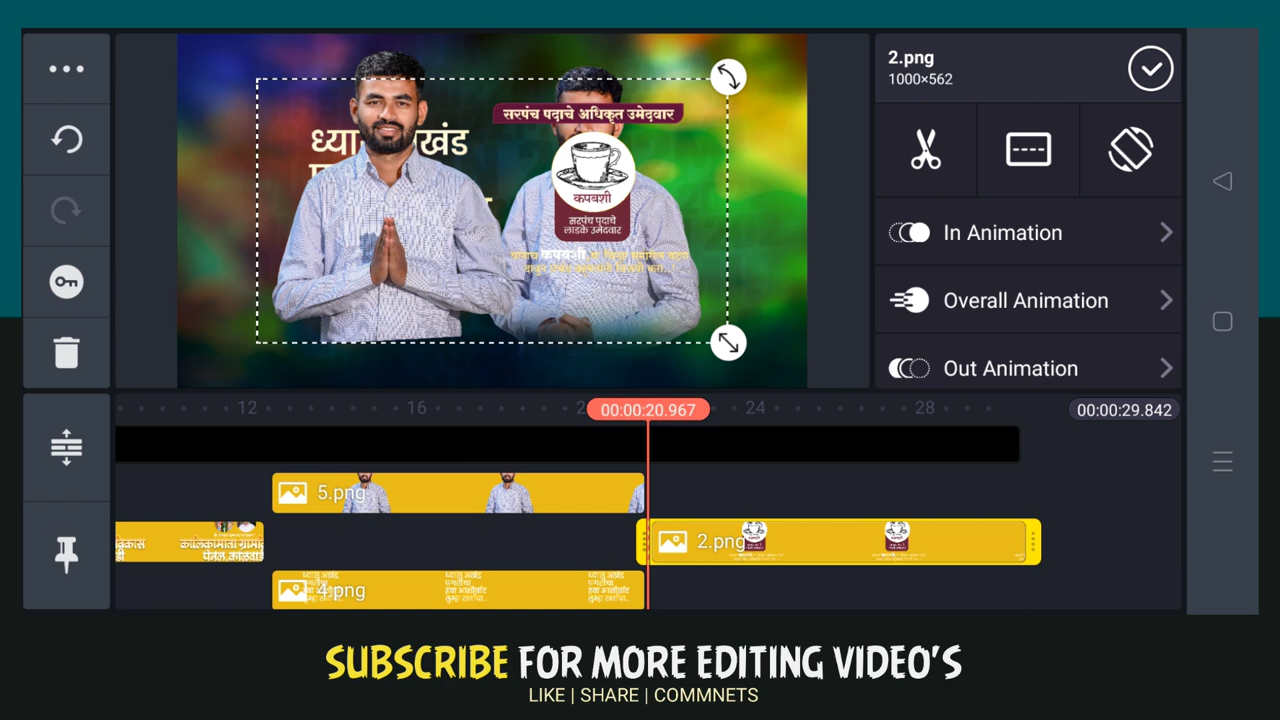 2.png
1000×562
सरपंच पदाचे अधिकृत उमेदवार
खंड
कपबशी
सरपंच पदाचे
लाडके उमेदवार
कपबशी
In Animation
Overall Animation
Out Animation
12
16
00:00:20.967
24
28
00:00:29.842
5.png
2.png
4.png
SUBSCRIBE FOR MORE EDITING VIDEO'S
LIKE | SHARE | COMMNETS